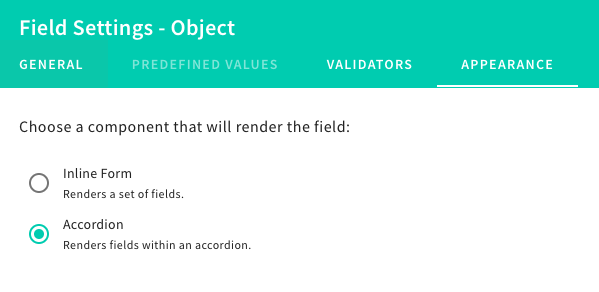 Field Settings - Object
GENERAL PREDEFINED VALUES VALIDATORS APPEARANCE
Choose a component that will render the field:
Inline Form
Renders a set of fields.
Accordion
Renders fields within an accordion.